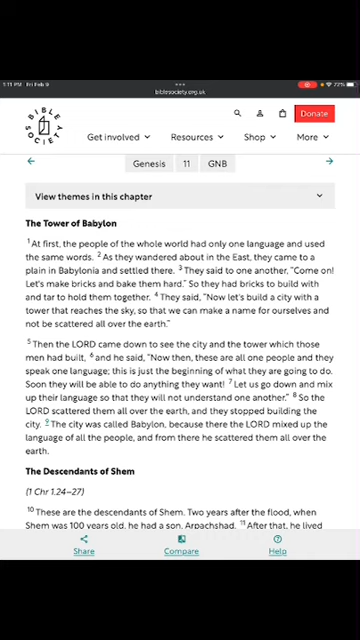 1:11 PM Fri Feb 9
72%
biblesociety.org.uk
BIBLE SOCIETY
Donate
Get involved Resources Shop More
Genesis 11 GNB
View themes in this chapter
The Tower of Babylon
1 At first, the people of the whole world had only one language and used
the same words. 2 As they wandered about in the East, they came to a
plain in Babylonia and settled there. 3 They said to one another, “Come on!
Let's make bricks and bake them hard.” So they had bricks to build with
and tar to hold them together. 4 They said, “Now let's build a city with a
tower that reaches the sky, so that we can make a name for ourselves and
not be scattered all over the earth.”
5 Then the LORD came down to see the city and the tower which those
men had built, 6 and he said, “Now then, these are all one people and they
speak one language; this is just the beginning of what they are going to do.
Soon they will be able to do anything they want! 7 Let us go down and mix
up their language so that they will not understand one another.” 8 So the
LORD scattered them all over the earth, and they stopped building the
city. 9 The city was called Babylon, because there the LORD mixed up the
language of all the people, and from there he scattered them all over the
earth.
The Descendants of Shem
(1 Chr 1.24–27)
10 These are the descendants of Shem. Two years after the flood, when
Shem was 100 years old, he had a son, Arpachshad. 11 After that, he lived
Share Compare Help